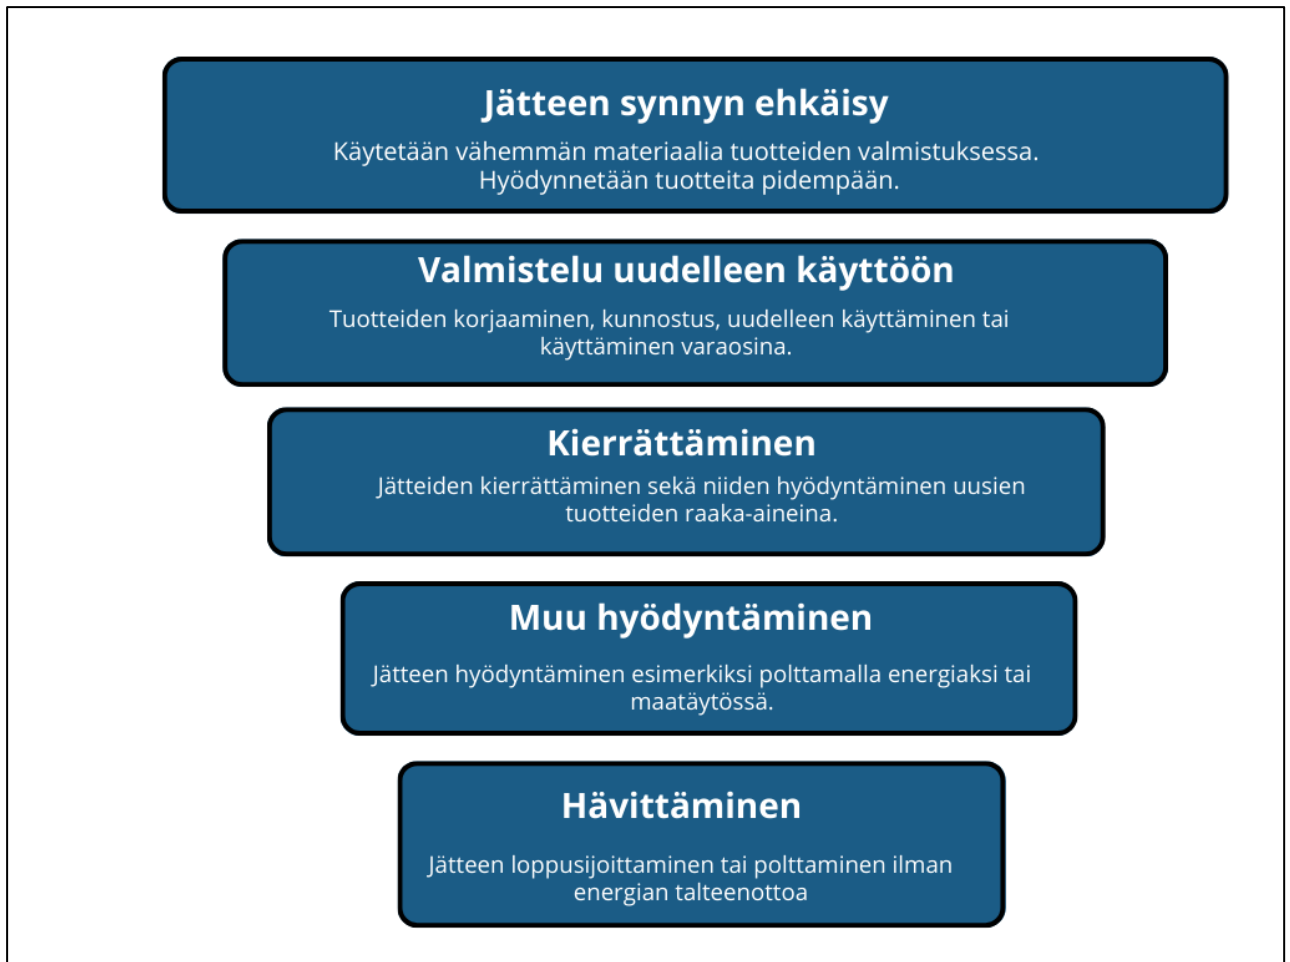 Jätteen synnyn ehkäisy
Käytetään vähemmän materiaalia tuotteiden valmistuksessa.
Hyödynnetään tuotteita pidempään.
Valmistelu uudelleen käyttöön
Tuotteiden korjaaminen, kunnostus, uudelleen käyttäminen tai
käyttäminen varaosina.
Kierrättäminen
Jätteiden kierrättäminen sekä niiden hyödyntäminen uusien
tuotteiden raaka-aineina.
Muu hyödyntäminen
Jätteen hyödyntäminen esimerkiksi polttamalla energiaksi tai
maatäytössä.
Hävittäminen
Jätteen loppusijoittaminen tai polttaminen ilman
energian talteenottoa